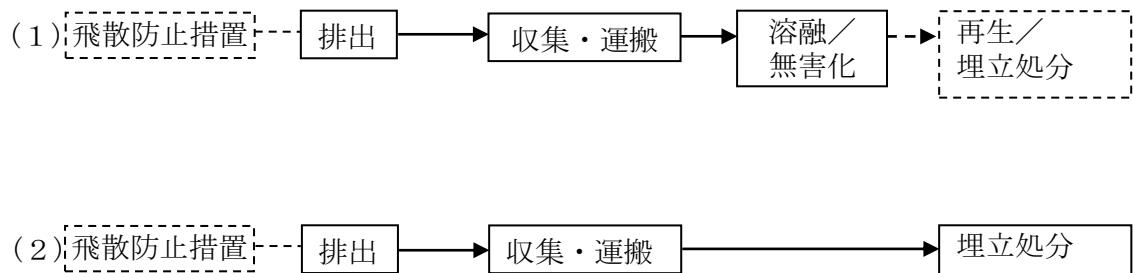 (1) 飛散防止措置 排出 収集・運搬 溶融／ 再生／
無害化 埋立処分
(2) 飛散防止措置 排出 収集・運搬 埋立処分